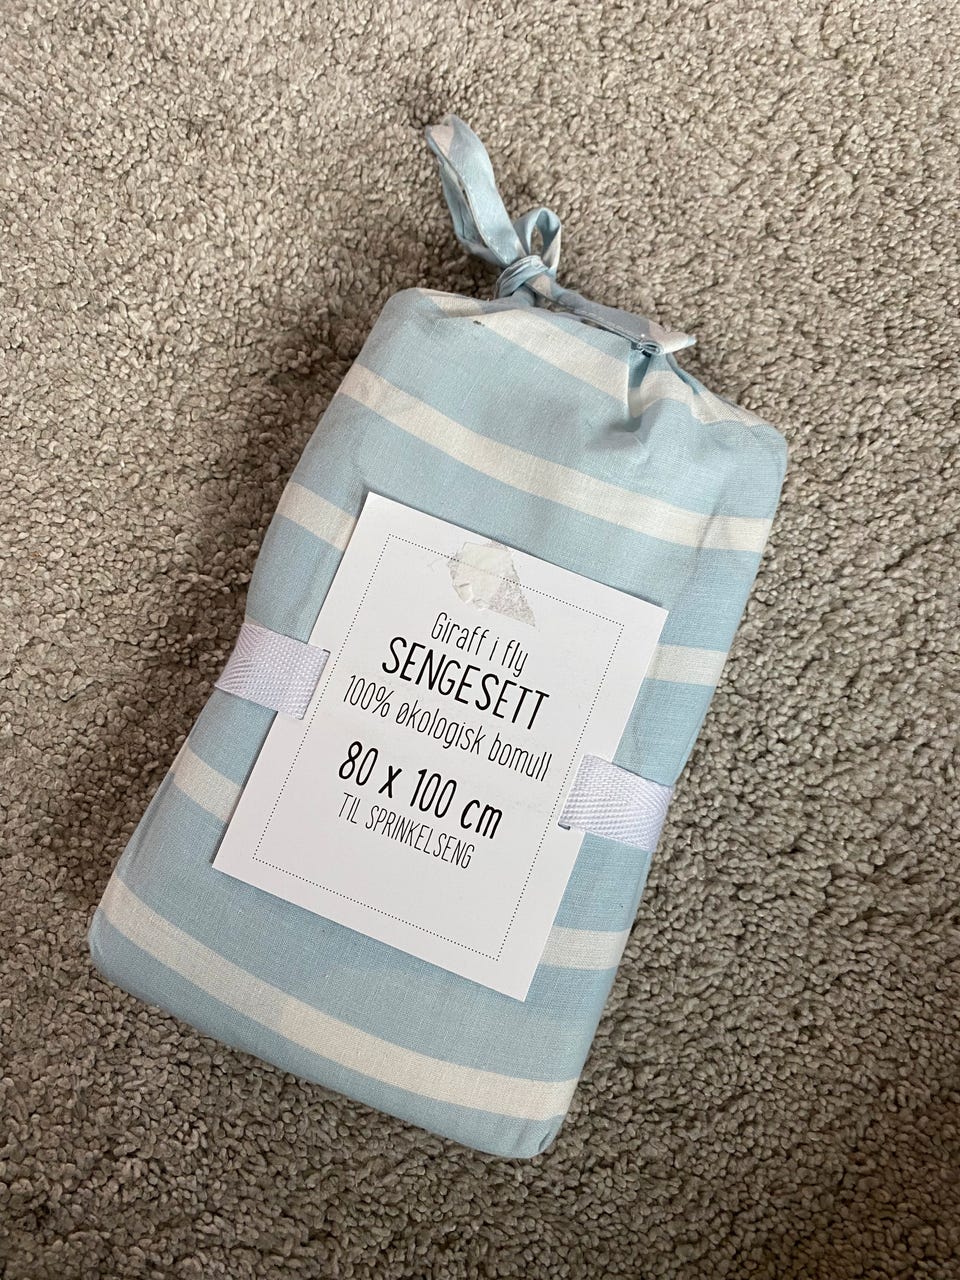 Giraff i fly
SENGESETT
100% økologisk bomull
80 x 100 cm
TIL SPRINKELSENG